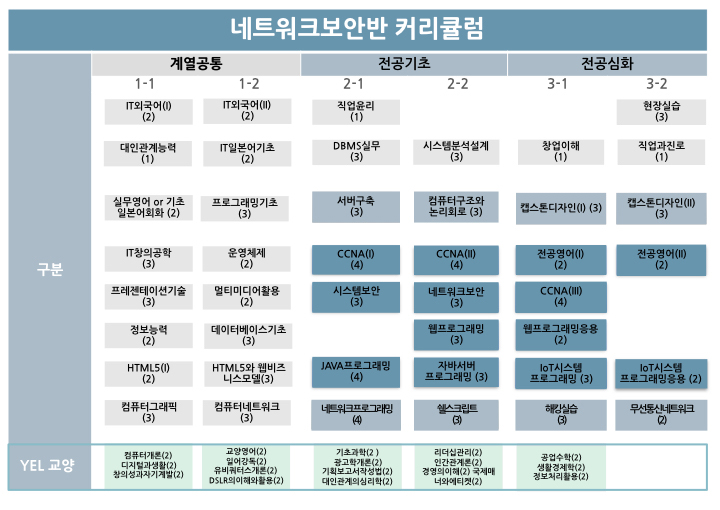 네트워크보안반 커리큘럼
계열공통 전공기초 전공심화
1-1 1-2 2-1 2-2 3-1 3-2
구분
IT외국어(I)
(2)
IT외국어(II)
(2)
직업윤리
(1)
현장실습
(3)
대인관계능력
(1)
IT일본어기초
(2)
DBMS실무
(3)
시스템분석설계
(3)
창업이해
(1)
직업과진로
(1)
실무영어 or 기초
일본어회화 (2)
프로그래밍기초
(3)
서버구축
(3)
컴퓨터구조와
논리회로 (3)
캡스톤디자인(I) (3)
캡스톤디자인(II)
(3)
IT창의공학
(3)
운영체제
(2)
CCNA(I)
(4)
CCNA(II)
(4)
전공영어(I)
(2)
전공영어(II)
(2)
프레젠테이션기술
(3)
멀티미디어활용
(2)
시스템보안
(3)
네트워크보안
(3)
CCNA(III)
(4)
정보능력
(2)
데이터베이스기초
(3)
웹프로그래밍
(3)
웹프로그래밍응용
(2)
HTML5(I)
(2)
HTML5와 웹비즈
니스모델(3)
JAVA프로그래밍
(4)
자바서버
프로그래밍 (3)
IoT시스템
프로그래밍 (3)
IoT시스템
프로그래밍응용 (2)
컴퓨터그래픽
(3)
컴퓨터네트워크
(3)
네트워크프로그래밍
(4)
쉘스크립트
(3)
해킹실습
(3)
무선통신네트워크
(2)
YEL 교양
컴퓨터개론(2)
디지털과생활(2)
창의성과자기계발(2)
교양영어(2)
일어강독(2)
유비쿼터스개론(2)
DSLR의이해와활용(2)
기초과학(2 )
광고학개론(2)
기획보고서작성법(2)
대인관계의심리학(2)
리더십관리(2)
인간관계론(2)
경영의이해(2) 국제매
너와에티켓(2)
공업수학(2)
생활경제학(2)
정보처리활용(2)